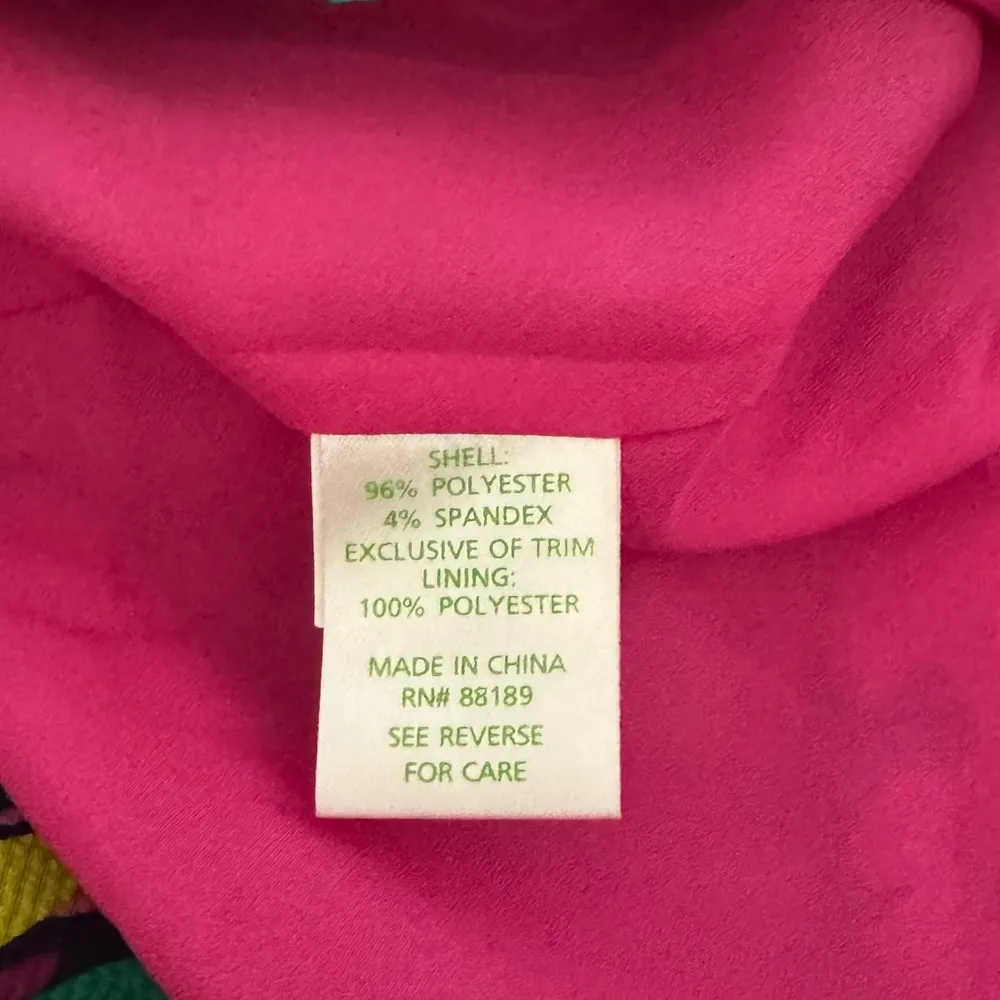 SHELL:
96% POLYESTER
4% SPANDEX
EXCLUSIVE OF TRIM
LINING:
100% POLYESTER
MADE IN CHINA
RN# 88189
SEE REVERSE
FOR CARE